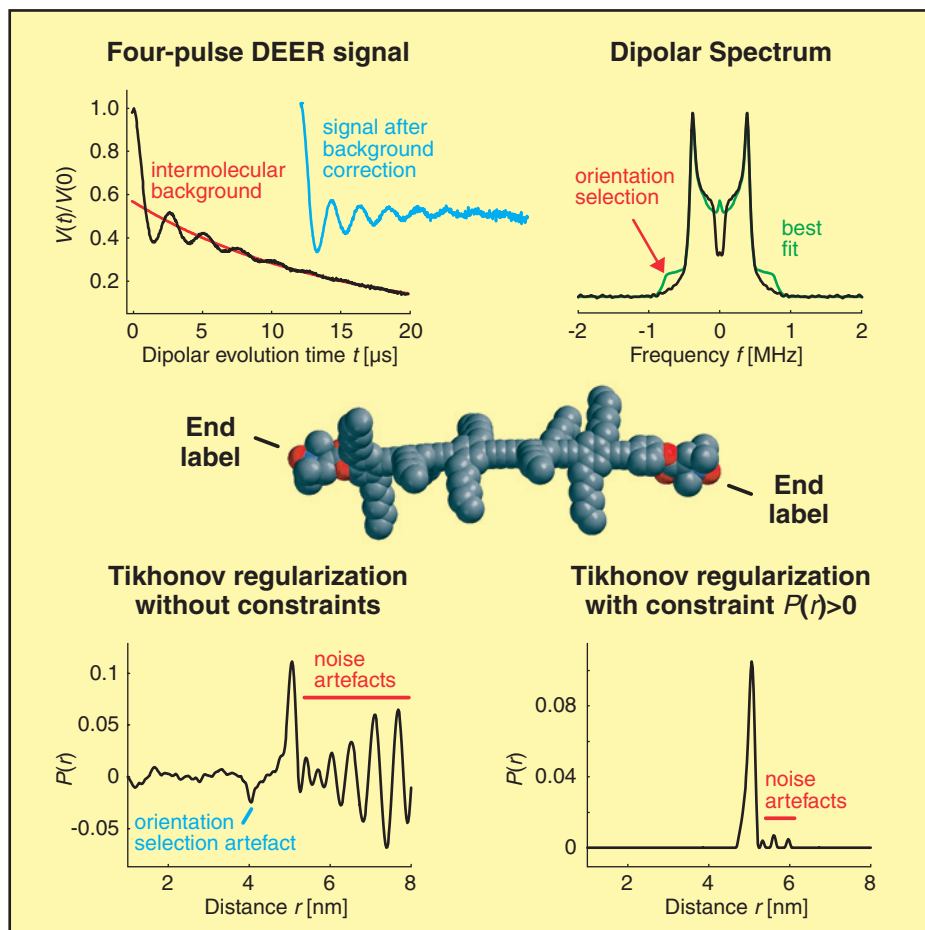 Four-pulse DEER signal
1.0
0.8
0.6
0.4
0.2
V(t)/V(0)
intermolecular
background
signal after
background
correction
0
5
10
15
20
Dipolar evolution time t [µs]
Dipolar Spectrum
orientation
selection
best
fit
-2
-1
0
1
2
Frequency f [MHz]
End
label
End
label
Tikhonov regularization
without constraints
0.1
0.05
0
-0.05
P(r)
noise
artefacts
orientation
selection artefact
2
4
6
8
Distance r [nm]
Tikhonov regularization
with constraint P(r)>0
0.08
0.04
0
P(r)
noise
artefacts
2
4
6
8
Distance r [nm]